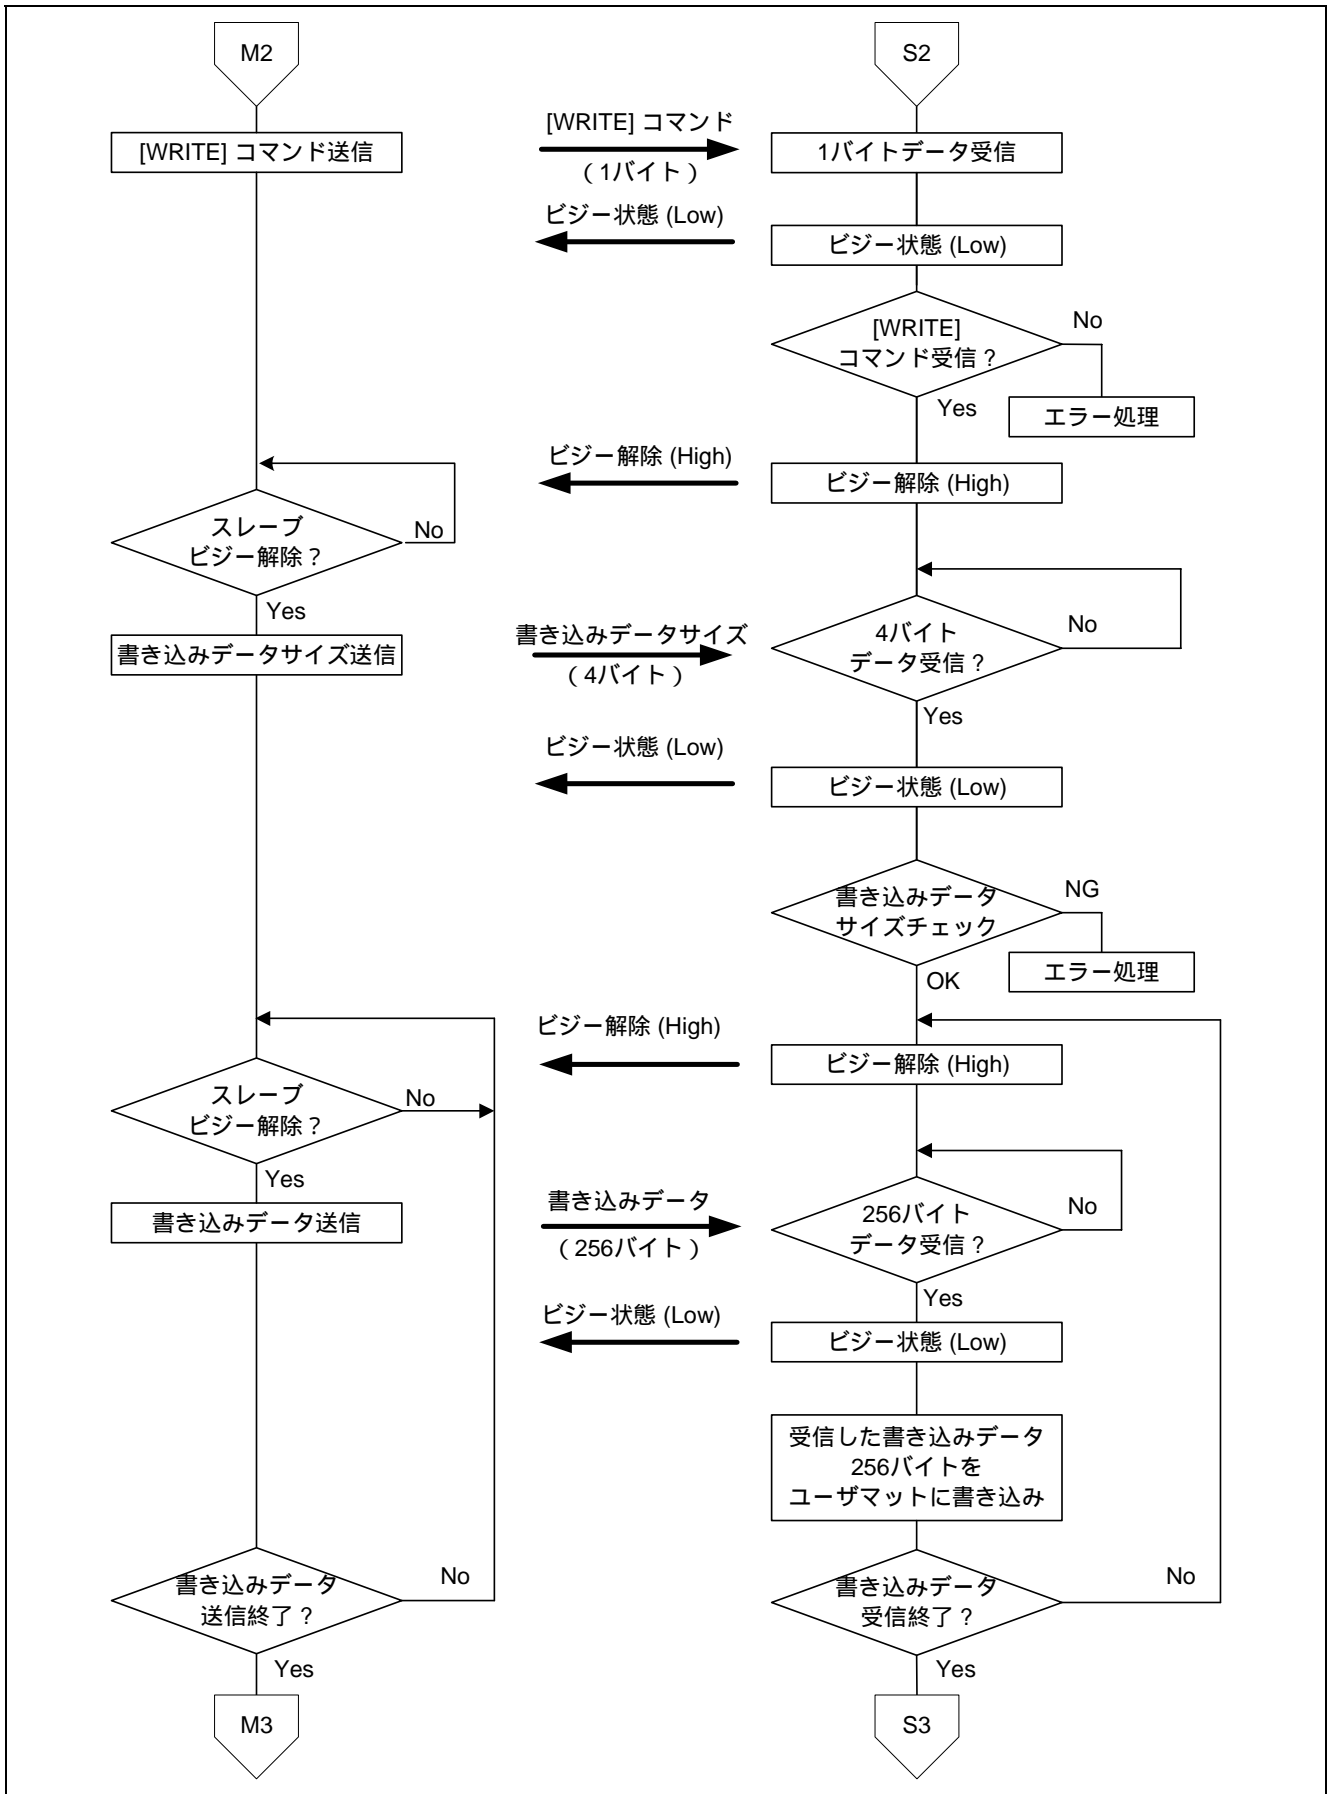 M2
S2
[WRITE] コマンド送信
[WRITE] コマンド
（1バイト）
1バイトデータ受信
ビジー状態 (Low)
ビジー状態 (Low)
[WRITE]
コマンド受信？
No
Yes
エラー処理
ビジー解除 (High)
ビジー解除 (High)
スレーブ
ビジー解除？
No
Yes
書き込みデータサイズ送信
書き込みデータサイズ
（4バイト）
4バイト
データ受信？
No
Yes
ビジー状態 (Low)
ビジー状態 (Low)
書き込みデータ
サイズチェック
NG
OK
エラー処理
ビジー解除 (High)
ビジー解除 (High)
スレーブ
ビジー解除？
No
Yes
書き込みデータ送信
書き込みデータ
（256バイト）
256バイト
データ受信？
No
Yes
ビジー状態 (Low)
ビジー状態 (Low)
受信した書き込みデータ
256バイトを
ユーザマットに書き込み
書き込みデータ
送信終了？
No
Yes
書き込みデータ
受信終了？
No
Yes
M3
S3